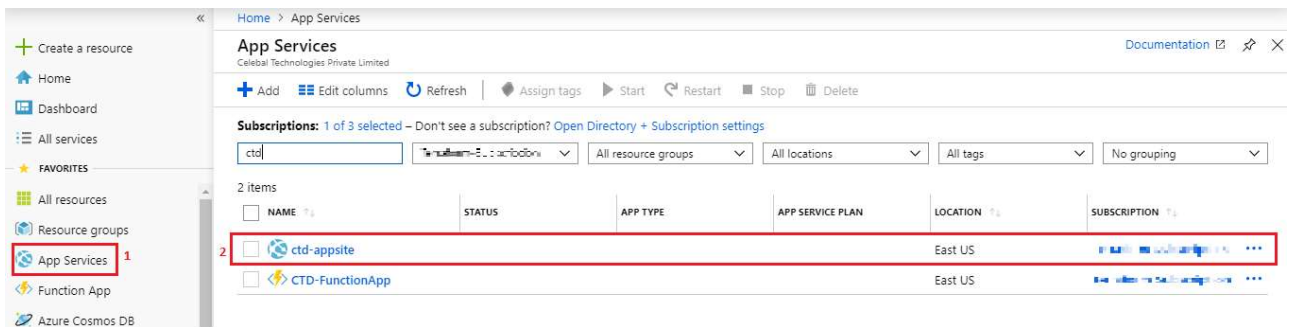 «
Create a resource
Home
Dashboard
All services
FAVORITES
All resources
Resource groups
App Services 1
Function App
Azure Cosmos DB
Home > App Services
App Services
Celebal Technologies Private Limited
Documentation
Add Edit columns Refresh Assign tags Start Restart Stop Delete
Subscriptions: 1 of 3 selected – Don't see a subscription? Open Directory + Subscription settings
ctd All resource groups All locations All tags No grouping
2 items
NAME STATUS APP TYPE APP SERVICE PLAN LOCATION SUBSCRIPTION
2 ctd-appsite East US
CTD-FunctionApp East US